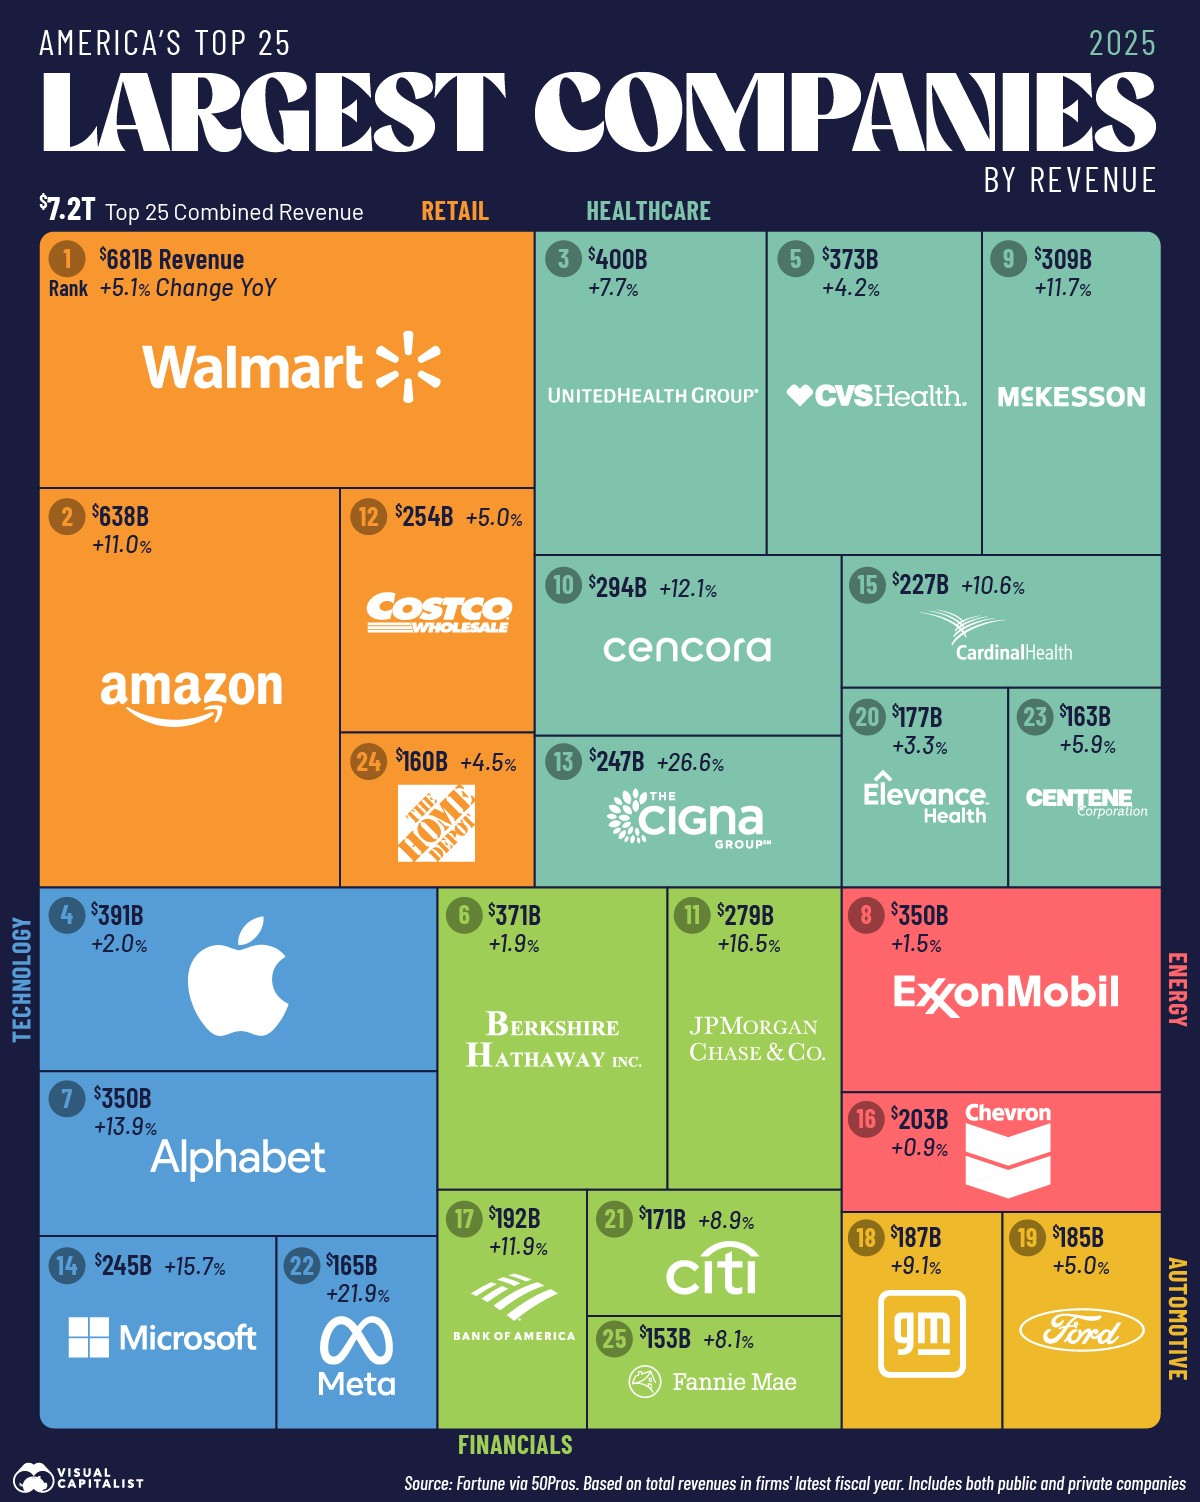 AMERICA'S TOP 25
2025
LARGEST COMPANIES
BY REVENUE
$7.2T Top 25 Combined Revenue
RETAIL
HEALTHCARE
1 $681B Revenue
Rank +5.1% Change YoY
Walmart
3 $400B
+7.7%
UNITEDHEALTH GROUP®
5 $373B
+4.2%
CVSHealth.
9 $309B
+11.7%
MCKESSON
2 $638B
+11.0%
amazon
12 $254B +5.0%
COSTCO
WHOLESALE
24 $160B +4.5%
THE
HOME
DEPOT
10 $294B +12.1%
cencora
13 $247B +26.6%
THE
cigna
GROUP℠
15 $227B +10.6%
CardinalHealth
20 $177B
+3.3%
Elevance
Health
23 $163B
+5.9%
CENTENE
Corporation
TECHNOLOGY
4 $391B
+2.0%
7 $350B
+13.9%
Alphabet
14 $245B +15.7%
Microsoft
22 $165B
+21.9%
Meta
6 $371B
+1.9%
BERKSHIRE
HATHAWAY INC.
11 $279B
+16.5%
JPMORGAN
CHASE & CO.
17 $192B
+11.9%
BANK OF AMERICA
21 $171B +8.9%
citi
25 $153B +8.1%
Fannie Mae
FINANCIALS
ENERGY
8 $350B
+1.5%
ExxonMobil
16 $203B
+0.9%
Chevron
AUTOMOTIVE
18 $187B
+9.1%
gm
19 $185B
+5.0%
Ford
VISUAL
CAPITALIST
Source: Fortune via 50Pros. Based on total revenues in firms' latest fiscal year. Includes both public and private companies